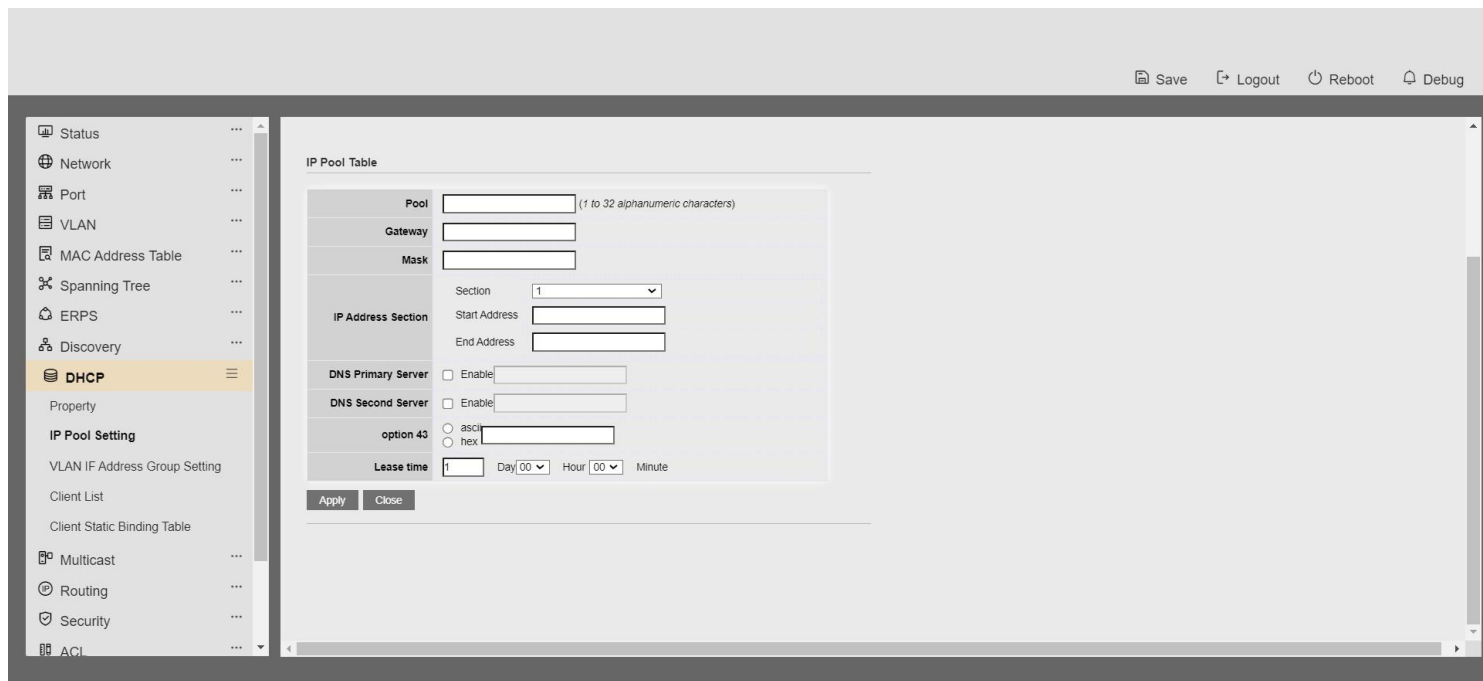 Save Logout Reboot Debug
Status
Network
Port
VLAN
MAC Address Table
Spanning Tree
ERPS
Discovery
DHCP
Property
IP Pool Setting
VLAN IF Address Group Setting
Client List
Client Static Binding Table
Multicast
IP Routing
Security
ACL
IP Pool Table
Pool (1 to 32 alphanumeric characters)
Gateway
Mask
IP Address Section
Section 1
Start Address
End Address
DNS Primary Server Enable
DNS Second Server Enable
option 43 ascii
hex
Lease time 1 Day 00 Hour 00 Minute
Apply Close